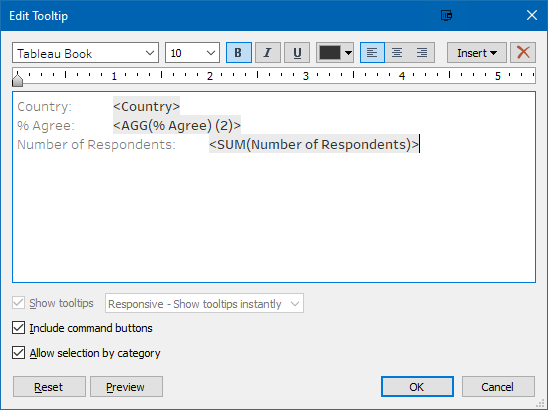 Edit Tooltip
Tableau Book 10 B I U Insert
1 2 3 4 5
Country: <Country>
% Agree: <AGG(% Agree) (2)>
Number of Respondents: <SUM(Number of Respondents)>
Show tooltips Responsive - Show tooltips instantly
Include command buttons
Allow selection by category
Reset Preview OK Cancel